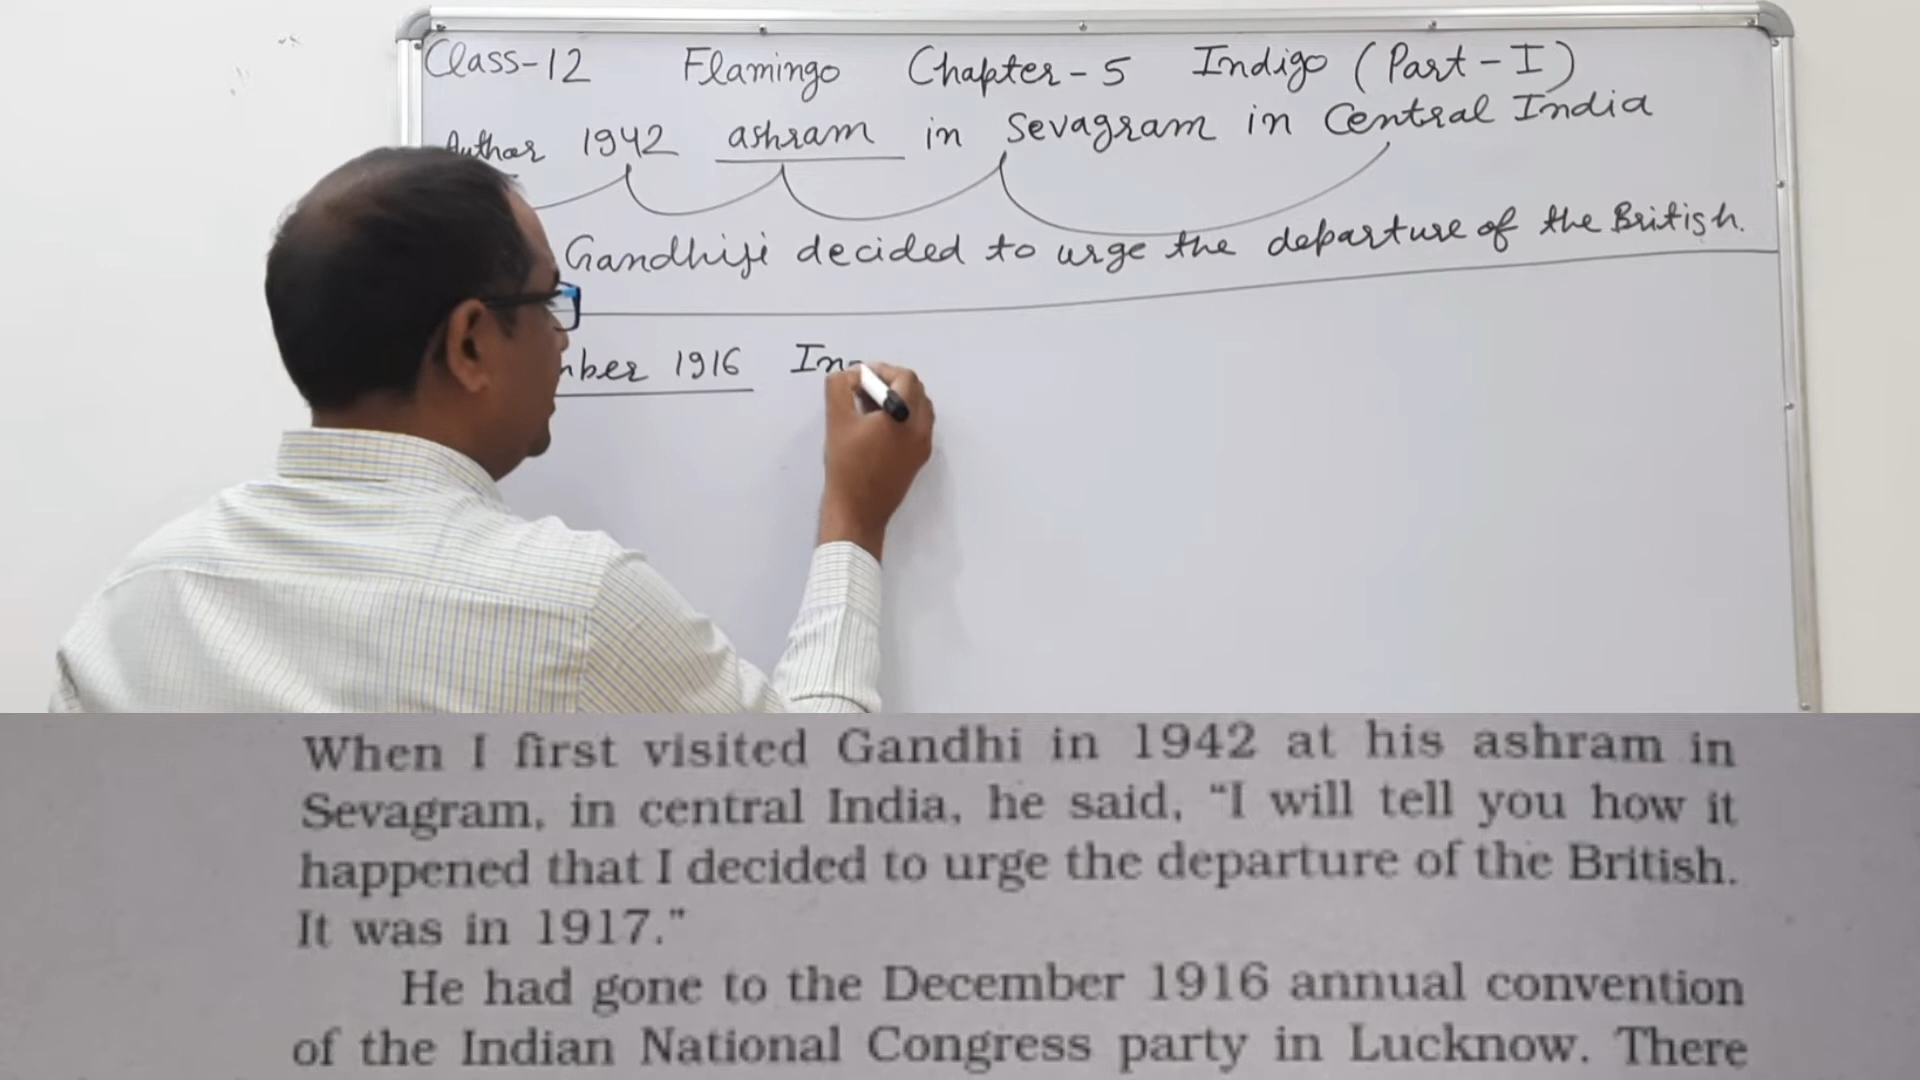 Class-12 Flamingo Chapter-5 Indigo (Part-I)
Author 1942 ashram in Sevagram in Central India
Gandhiji decided to urge the departure of the British.
mber 1916 In
When I first visited Gandhi in 1942 at his ashram in
Sevagram, in central India, he said, “I will tell you how it
happened that I decided to urge the departure of the British.
It was in 1917.”
He had gone to the December 1916 annual convention
of the Indian National Congress party in Lucknow. There